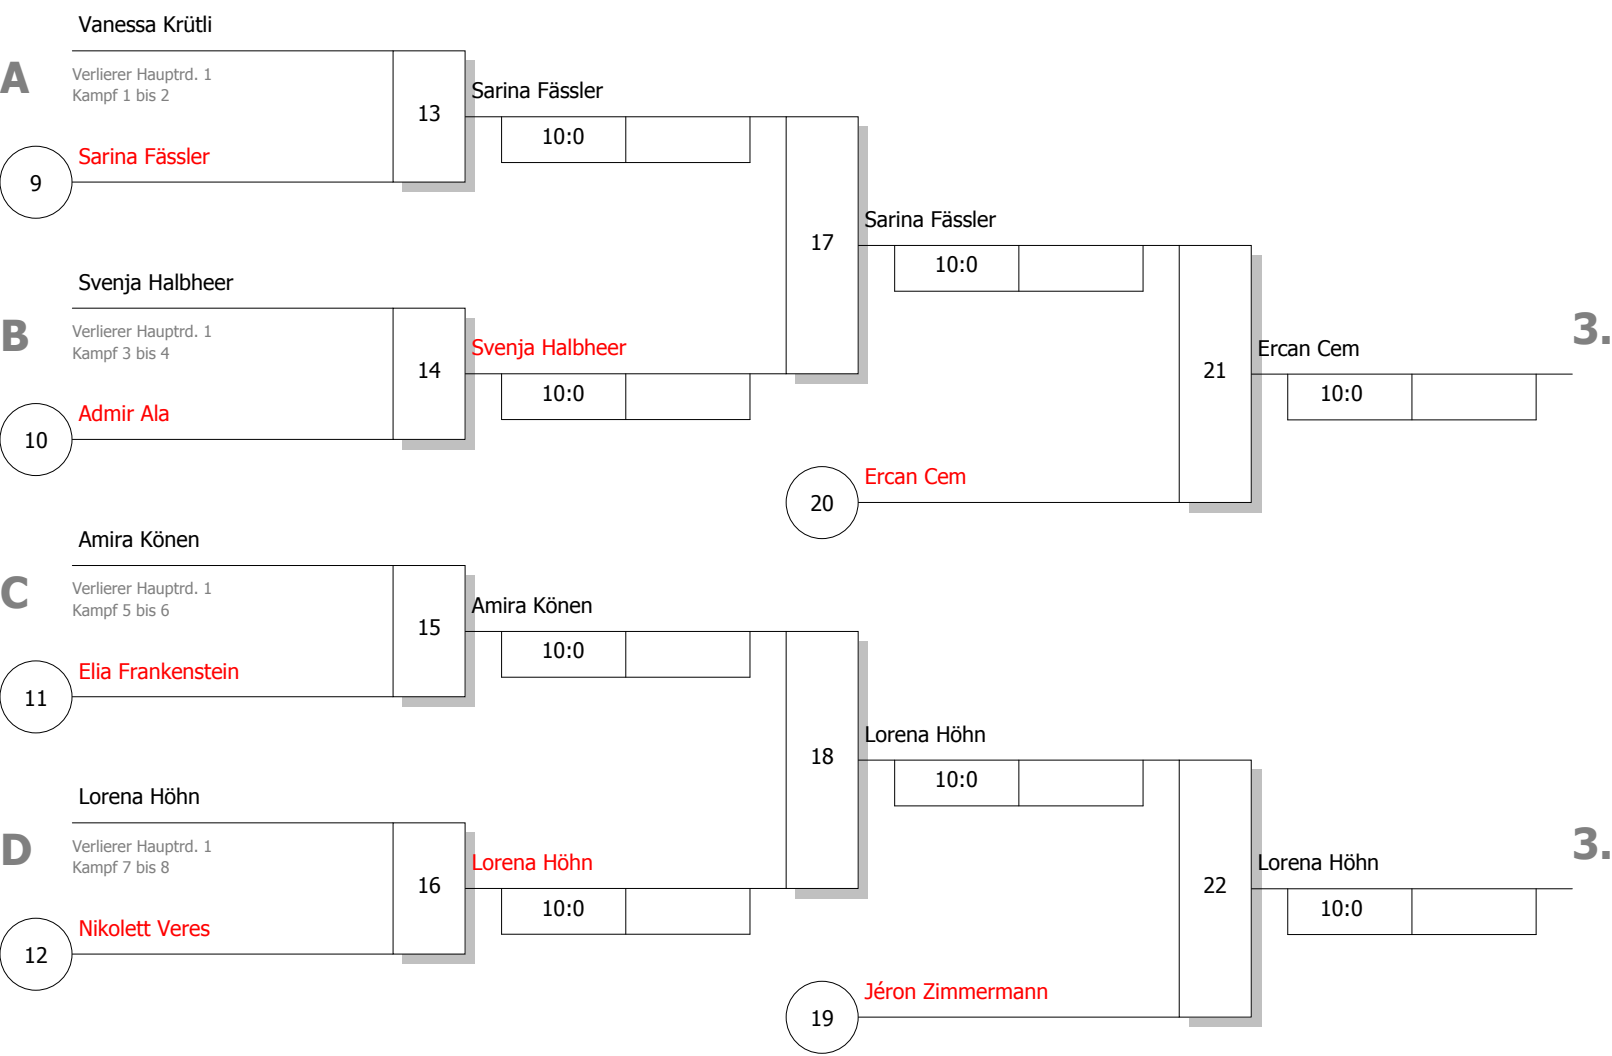 Vanessa Krütli
A
Verlierer Hauptrd. 1
Kampf 1 bis 2
13
Sarina Fässler
10:0
Sarina Fässler
9
17
Sarina Fässler
10:0
Svenja Halbheer
B
Verlierer Hauptrd. 1
Kampf 3 bis 4
14
Svenja Halbheer
10:0
Admir Ala
10
21
Ercan Cem
10:0
3.
Ercan Cem
20
Amira Könen
C
Verlierer Hauptrd. 1
Kampf 5 bis 6
15
Amira Könen
10:0
Elia Frankenstein
11
18
Lorena Höhn
10:0
Lorena Höhn
D
Verlierer Hauptrd. 1
Kampf 7 bis 8
16
Lorena Höhn
10:0
Nikolett Veres
12
22
Lorena Höhn
10:0
3.
Jéron Zimmermann
19